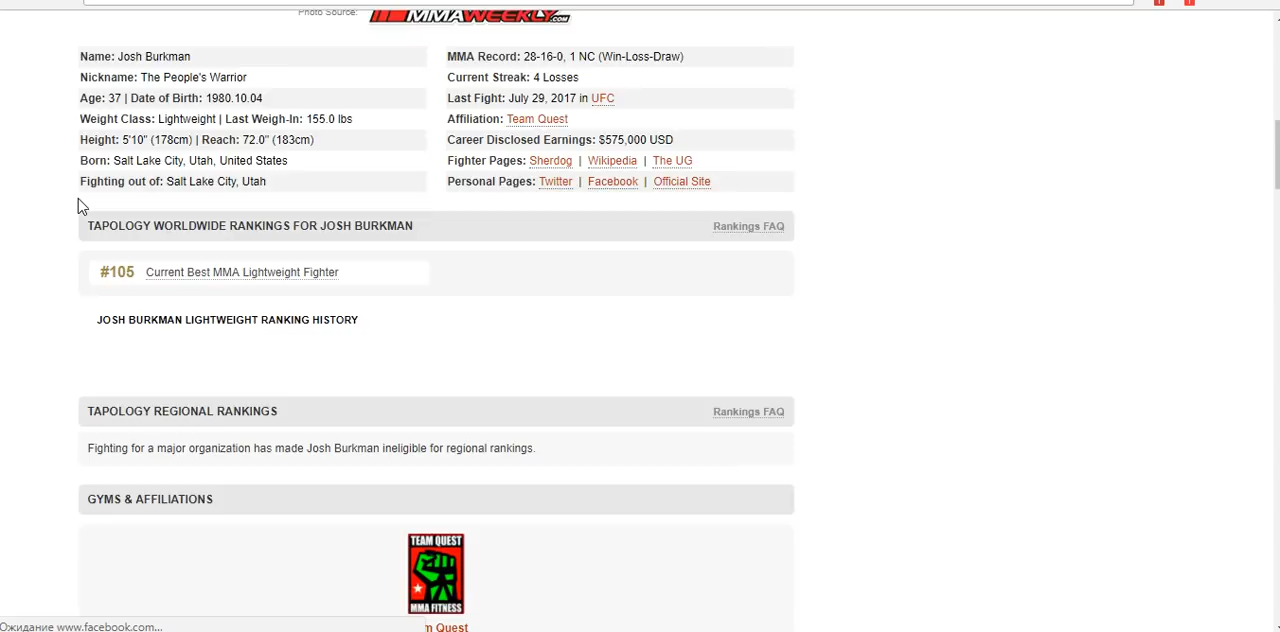 Photo Source: MMAWEEKLY.COM
Name: Josh Burkman
Nickname: The People's Warrior
Age: 37 | Date of Birth: 1980.10.04
Weight Class: Lightweight | Last Weigh-In: 155.0 lbs
Height: 5'10" (178cm) | Reach: 72.0" (183cm)
Born: Salt Lake City, Utah, United States
Fighting out of: Salt Lake City, Utah
MMA Record: 28-16-0, 1 NC (Win-Loss-Draw)
Current Streak: 4 Losses
Last Fight: July 29, 2017 in UFC
Affiliation: Team Quest
Career Disclosed Earnings: $575,000 USD
Fighter Pages: Sherdog | Wikipedia | The UG
Personal Pages: Twitter | Facebook | Official Site
TAPOLOGY WORLDWIDE RANKINGS FOR JOSH BURKMAN Rankings FAQ
#105 Current Best MMA Lightweight Fighter
JOSH BURKMAN LIGHTWEIGHT RANKING HISTORY
TAPOLOGY REGIONAL RANKINGS Rankings FAQ
Fighting for a major organization has made Josh Burkman ineligible for regional rankings.
GYMS & AFFILIATIONS
TEAM QUEST
MMA FITNESS
Ожидание www.facebook.com... m Quest